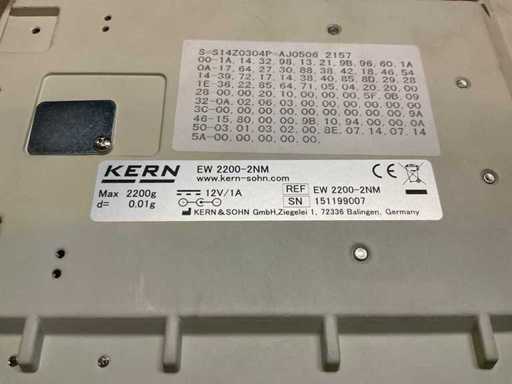 S=S14Z0304P-AJ0506 2157
00-1A, 14, 32, 98, 13, 21, 9B, 96, 60, 1A
0A-17, 64, 27, 30, 88, 38, 42, 18, 46, 54
14-39, 72, 17, 14, 38, 40, 85, 8D, 29, 28
1E-36, 22, 85, 64, 71, 05, 04, 20, 20, 00
28-00, 00, 20, 10, 00, 00, 00, 5F, 0B, 09
32-0A, 02, 06, 03, 00, 00, 00, 00, 00, 00
3C-00, 00, 00, 00, 00, 00, 00, 00, 00, 09
46-15, 80, 00, 00, 9B, 10, 94, 00, 00, 00
50-03, 01, 03, 02, 00, 8E, 07, 14, 07, 14
5A-00, 00, 00, 00, 00, 00.
KERN EW 2200-2NM
www.kern-sohn.com
Max 2200g 12V/1A REF EW 2200-2NM
d= 0.01g SN 151199007
KERN & SOHN GmbH,Ziegelei 1, 72336 Balingen, Germany